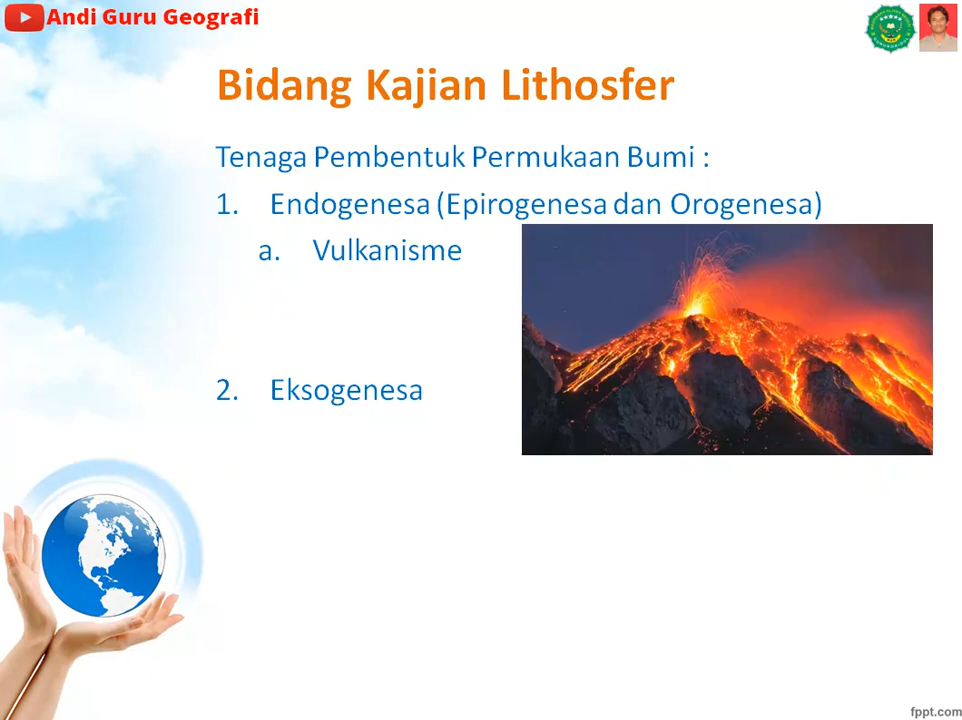 Andi Guru Geografi
Bidang Kajian Lithosfer
Tenaga Pembentuk Permukaan Bumi :
1. Endogenesa (Epirogenesa dan Orogenesa)
a. Vulkanisme
2. Eksogenesa
fppt.com